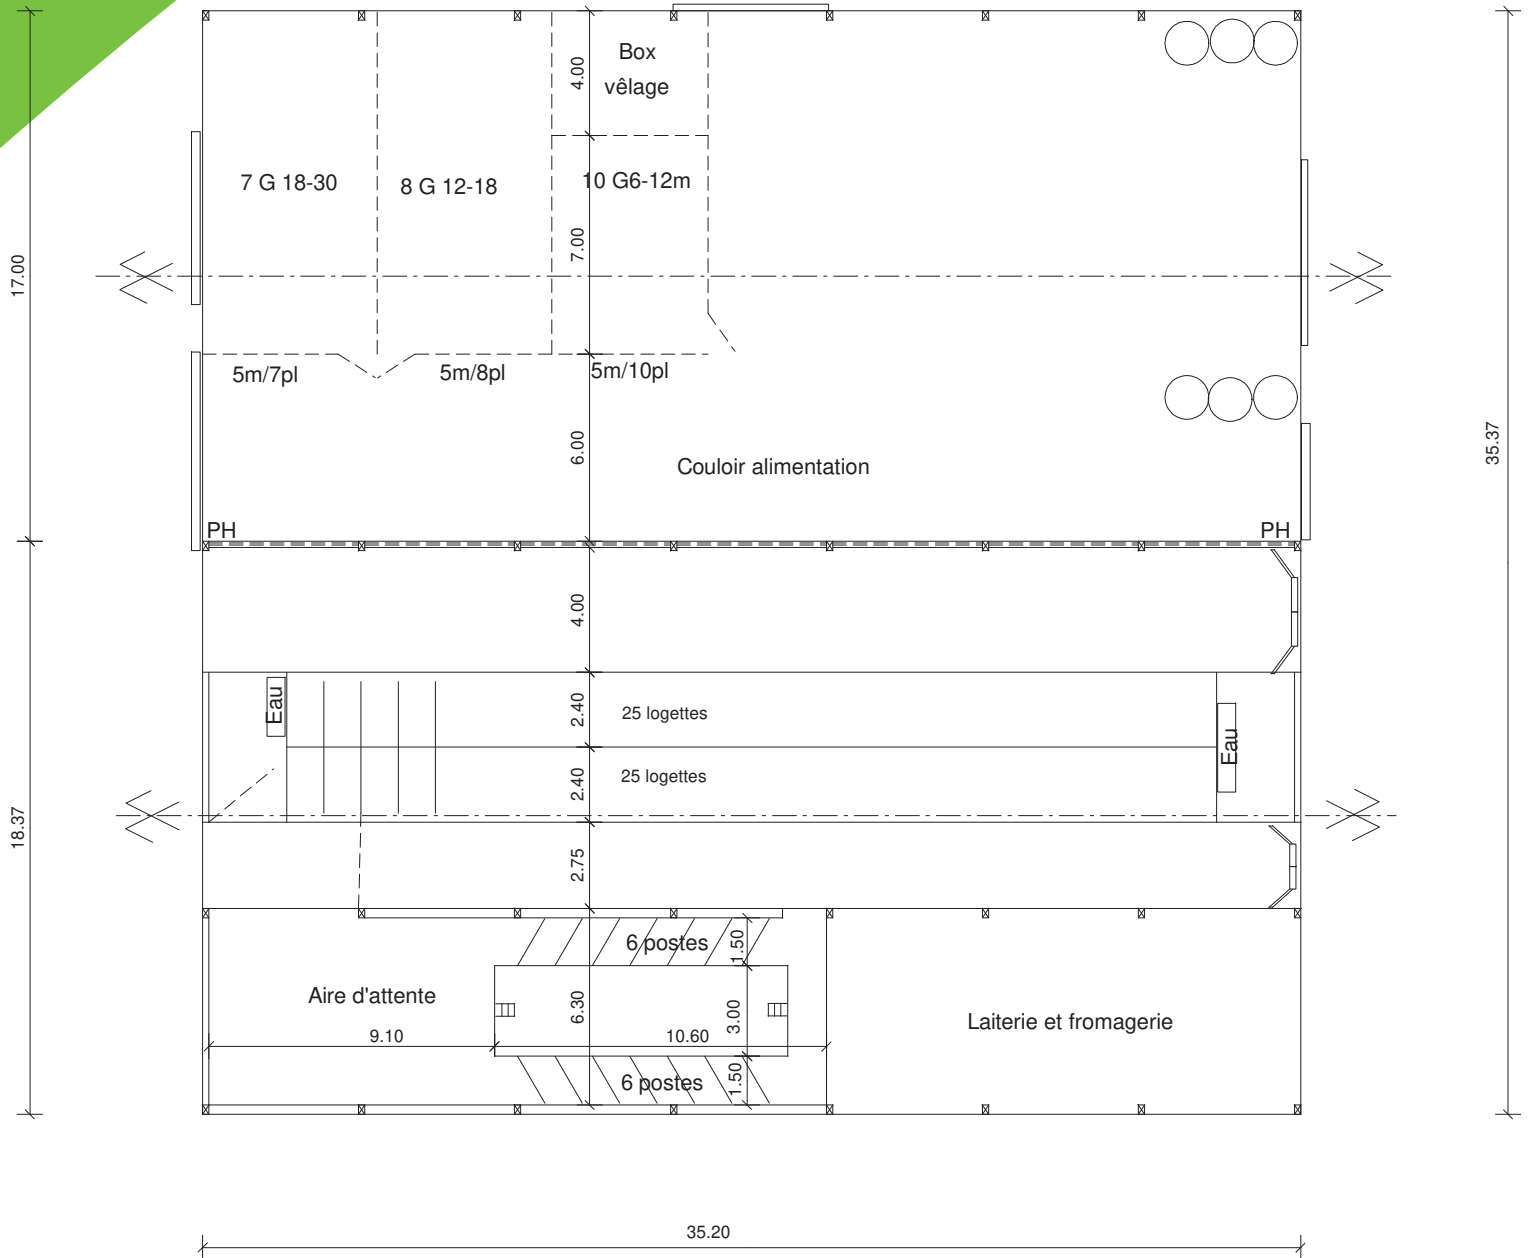 Box
vêlage
4.00
7 G 18-30
8 G 12-18
10 G6-12m
7.00
17.00
5m/7pl
5m/8pl
5m/10pl
6.00
Couloir alimentation
35.37
PH
PH
4.00
Eau
2.40
25 logettes
Eau
2.40
25 logettes
18.37
2.75
6 postes
1.50
Aire d'attente
6.30
3.00
Laiterie et fromagerie
9.10
10.60
6 postes
1.50
35.20